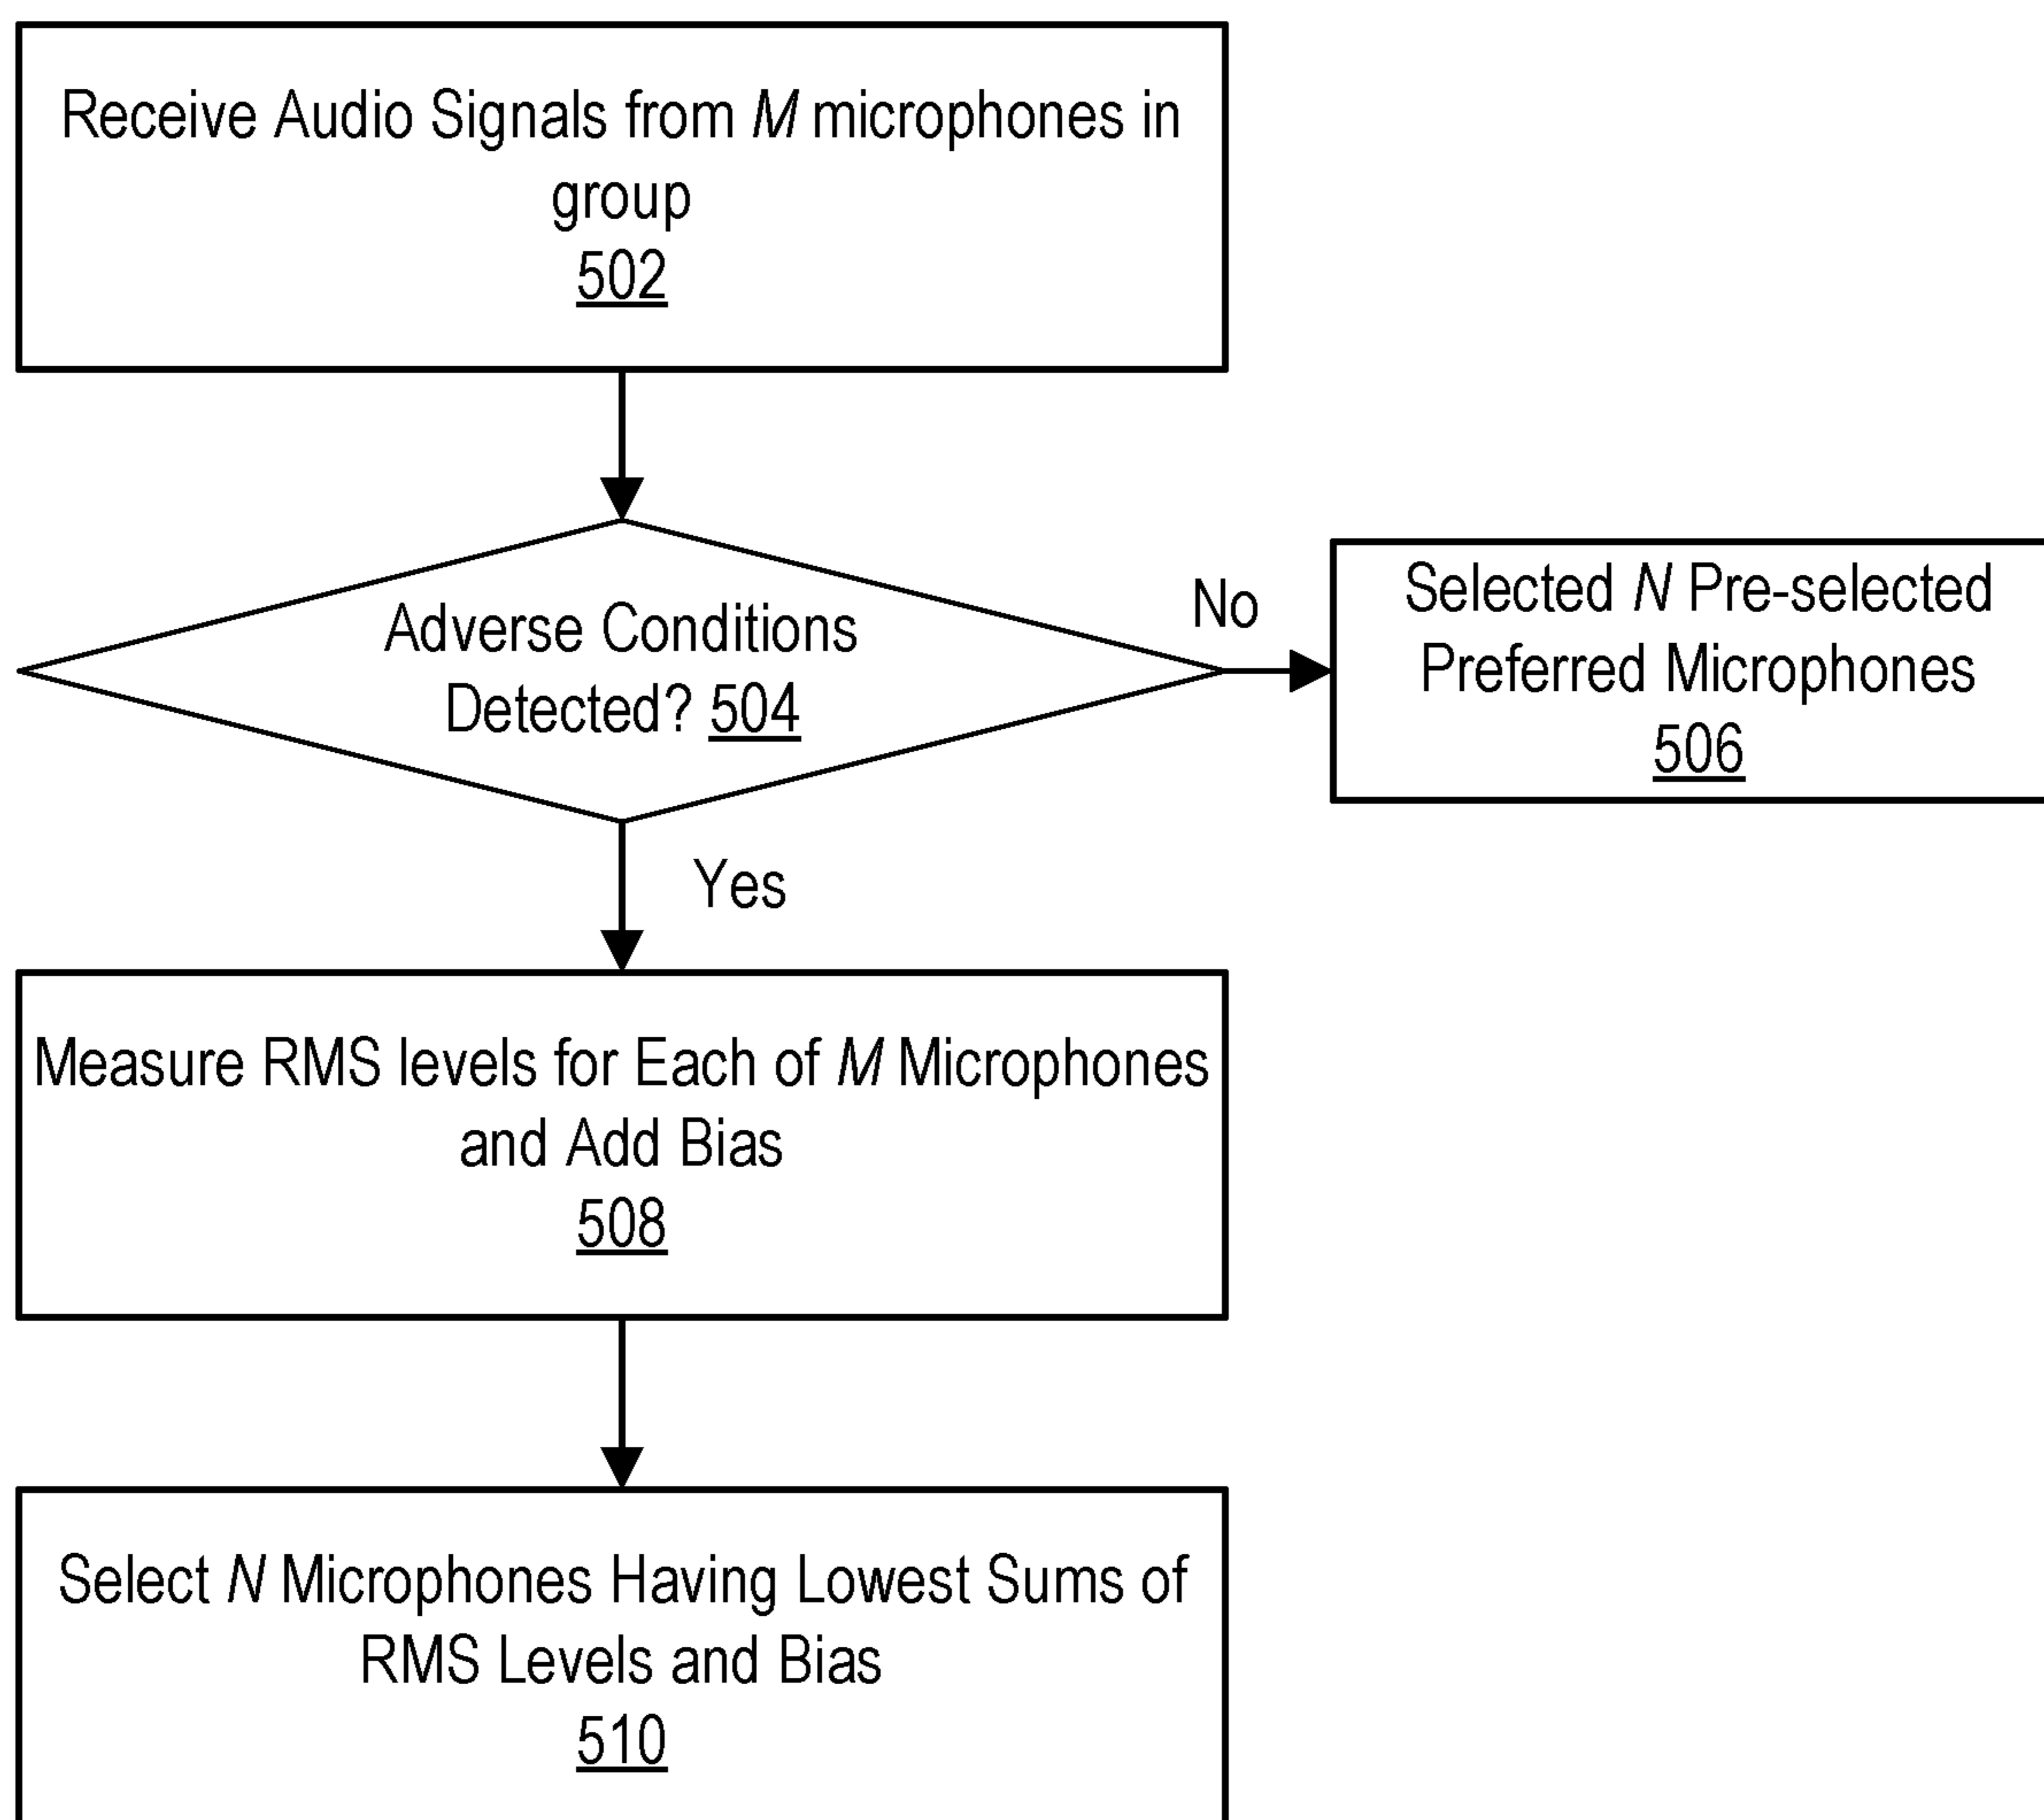 Receive Audio Signals from M microphones in
group
502
Adverse Conditions
Detected? 504
No
Selected N Pre-selected
Preferred Microphones
506
Yes
Measure RMS levels for Each of M Microphones
and Add Bias
508
Select N Microphones Having Lowest Sums of
RMS Levels and Bias
510